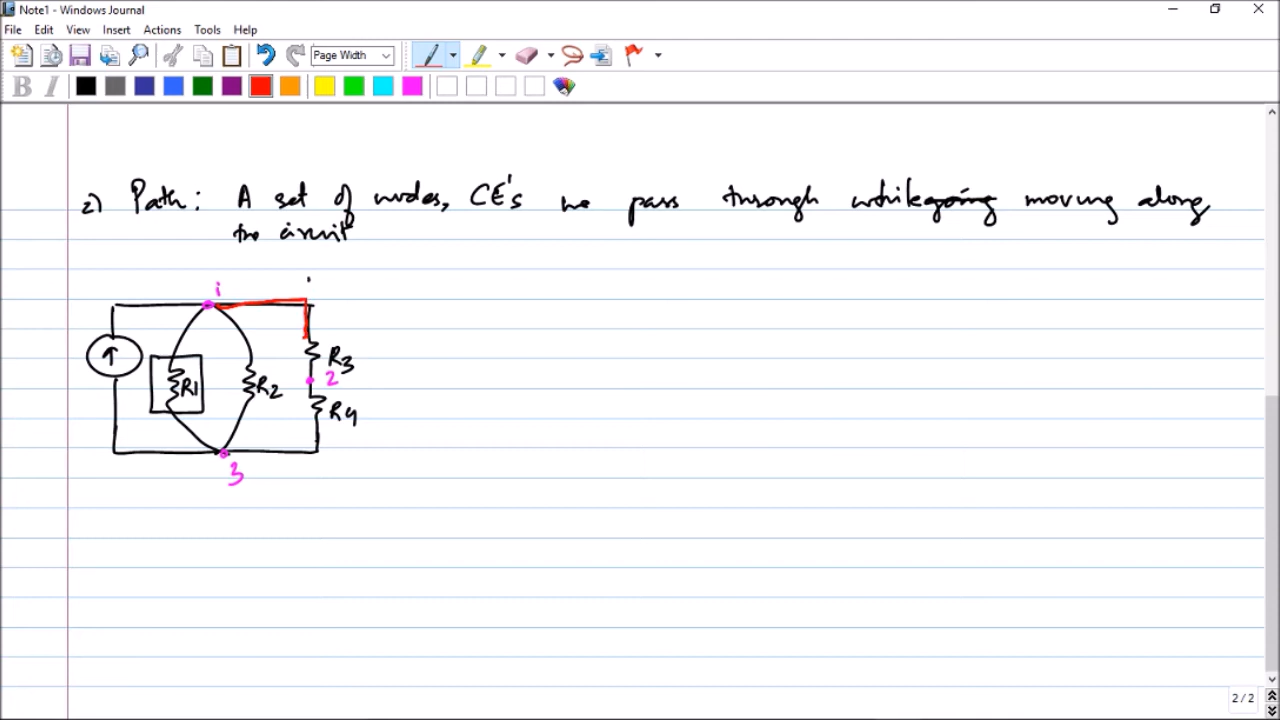 Note1 - Windows Journal
File Edit View Insert Actions Tools Help
Page Width
B I
2) Path: A set of nodes, CE's we pass through while going moving along
the circuit
i
R3
R1
R2
2
R4
3
2 / 2